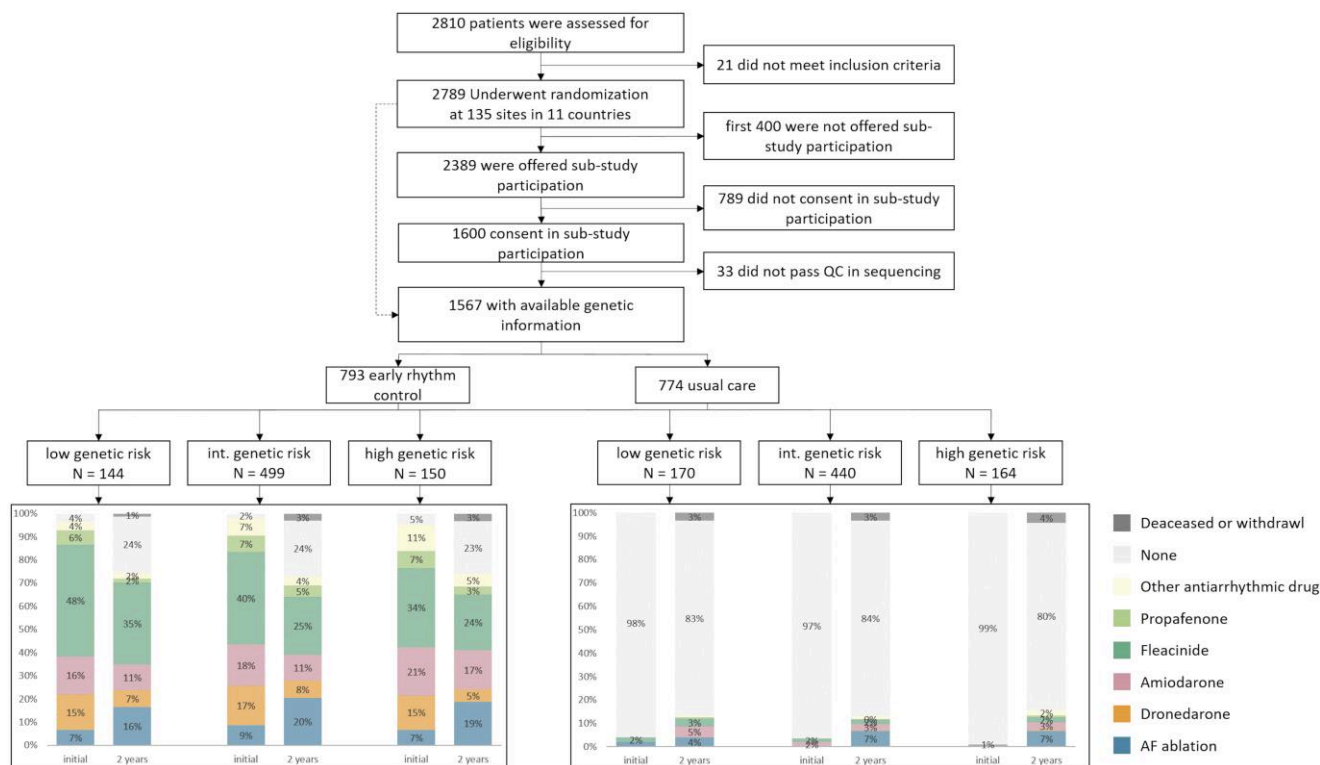 2810 patients were assessed for
eligibility
21 did not meet inclusion criteria
2789 Underwent randomization
at 135 sites in 11 countries
first 400 were not offered sub-
study participation
2389 were offered sub-study
participation
789 did not consent in sub-study
participation
1600 consent in sub-study
participation
33 did not pass QC in sequencing
1567 with available genetic
information
793 early rhythm
control
774 usual care
low genetic risk
N = 144
int. genetic risk
N = 499
high genetic risk
N = 150
low genetic risk
N = 170
int. genetic risk
N = 440
high genetic risk
N = 164
100%
90%
80%
70%
60%
50%
40%
30%
20%
10%
0%
4%
4%
6%
48%
16%
15%
7%
initial
1%
24%
2%
2%
35%
11%
7%
16%
2 years
2%
7%
7%
40%
18%
17%
9%
initial
3%
24%
4%
5%
25%
11%
8%
20%
2 years
5%
11%
7%
34%
21%
15%
7%
initial
3%
23%
5%
3%
24%
17%
5%
19%
2 years
100%
90%
80%
70%
60%
50%
40%
30%
20%
10%
0%
98%
2%
initial
3%
83%
3%
5%
4%
2 years
97%
2%
2%
initial
3%
84%
0%
2%
3%
7%
2 years
99%
1%
initial
4%
80%
2%
2%
3%
7%
2 years
Deaceased or withdrawl
None
Other antiarrhythmic drug
Propafenone
Fleacinide
Amiodarone
Dronedarone
AF ablation